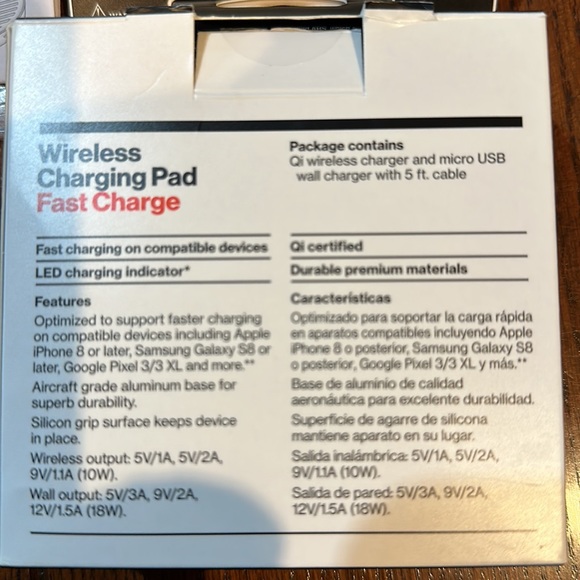 Wireless
Charging Pad
Fast Charge
Package contains
Qi wireless charger and micro USB
wall charger with 5 ft. cable
Fast charging on compatible devices
LED charging indicator*
Qi certified
Durable premium materials
Features
Optimized to support faster charging
on compatible devices including Apple
iPhone 8 or later, Samsung Galaxy S8 or
later, Google Pixel 3/3 XL and more.**
Aircraft grade aluminum base for
superb durability.
Silicon grip surface keeps device
in place.
Wireless output: 5V/1A, 5V/2A,
9V/1.1A (10W).
Wall output: 5V/3A, 9V/2A,
12V/1.5A (18W).
Características
Optimizado para soportar la carga rápida
en aparatos compatibles incluyendo Apple
iPhone 8 o posterior, Samsung Galaxy S8
o posterior, Google Pixel 3/3 XL y más.**
Base de aluminio de calidad
aeronáutica para excelente durabilidad.
Superficie de agarre de silicona
mantiene aparato en su lugar.
Salida inalámbrica: 5V/1A, 5V/2A,
9V/1.1A (10W).
Salida de pared: 5V/3A, 9V/2A,
12V/1.5A (18W).